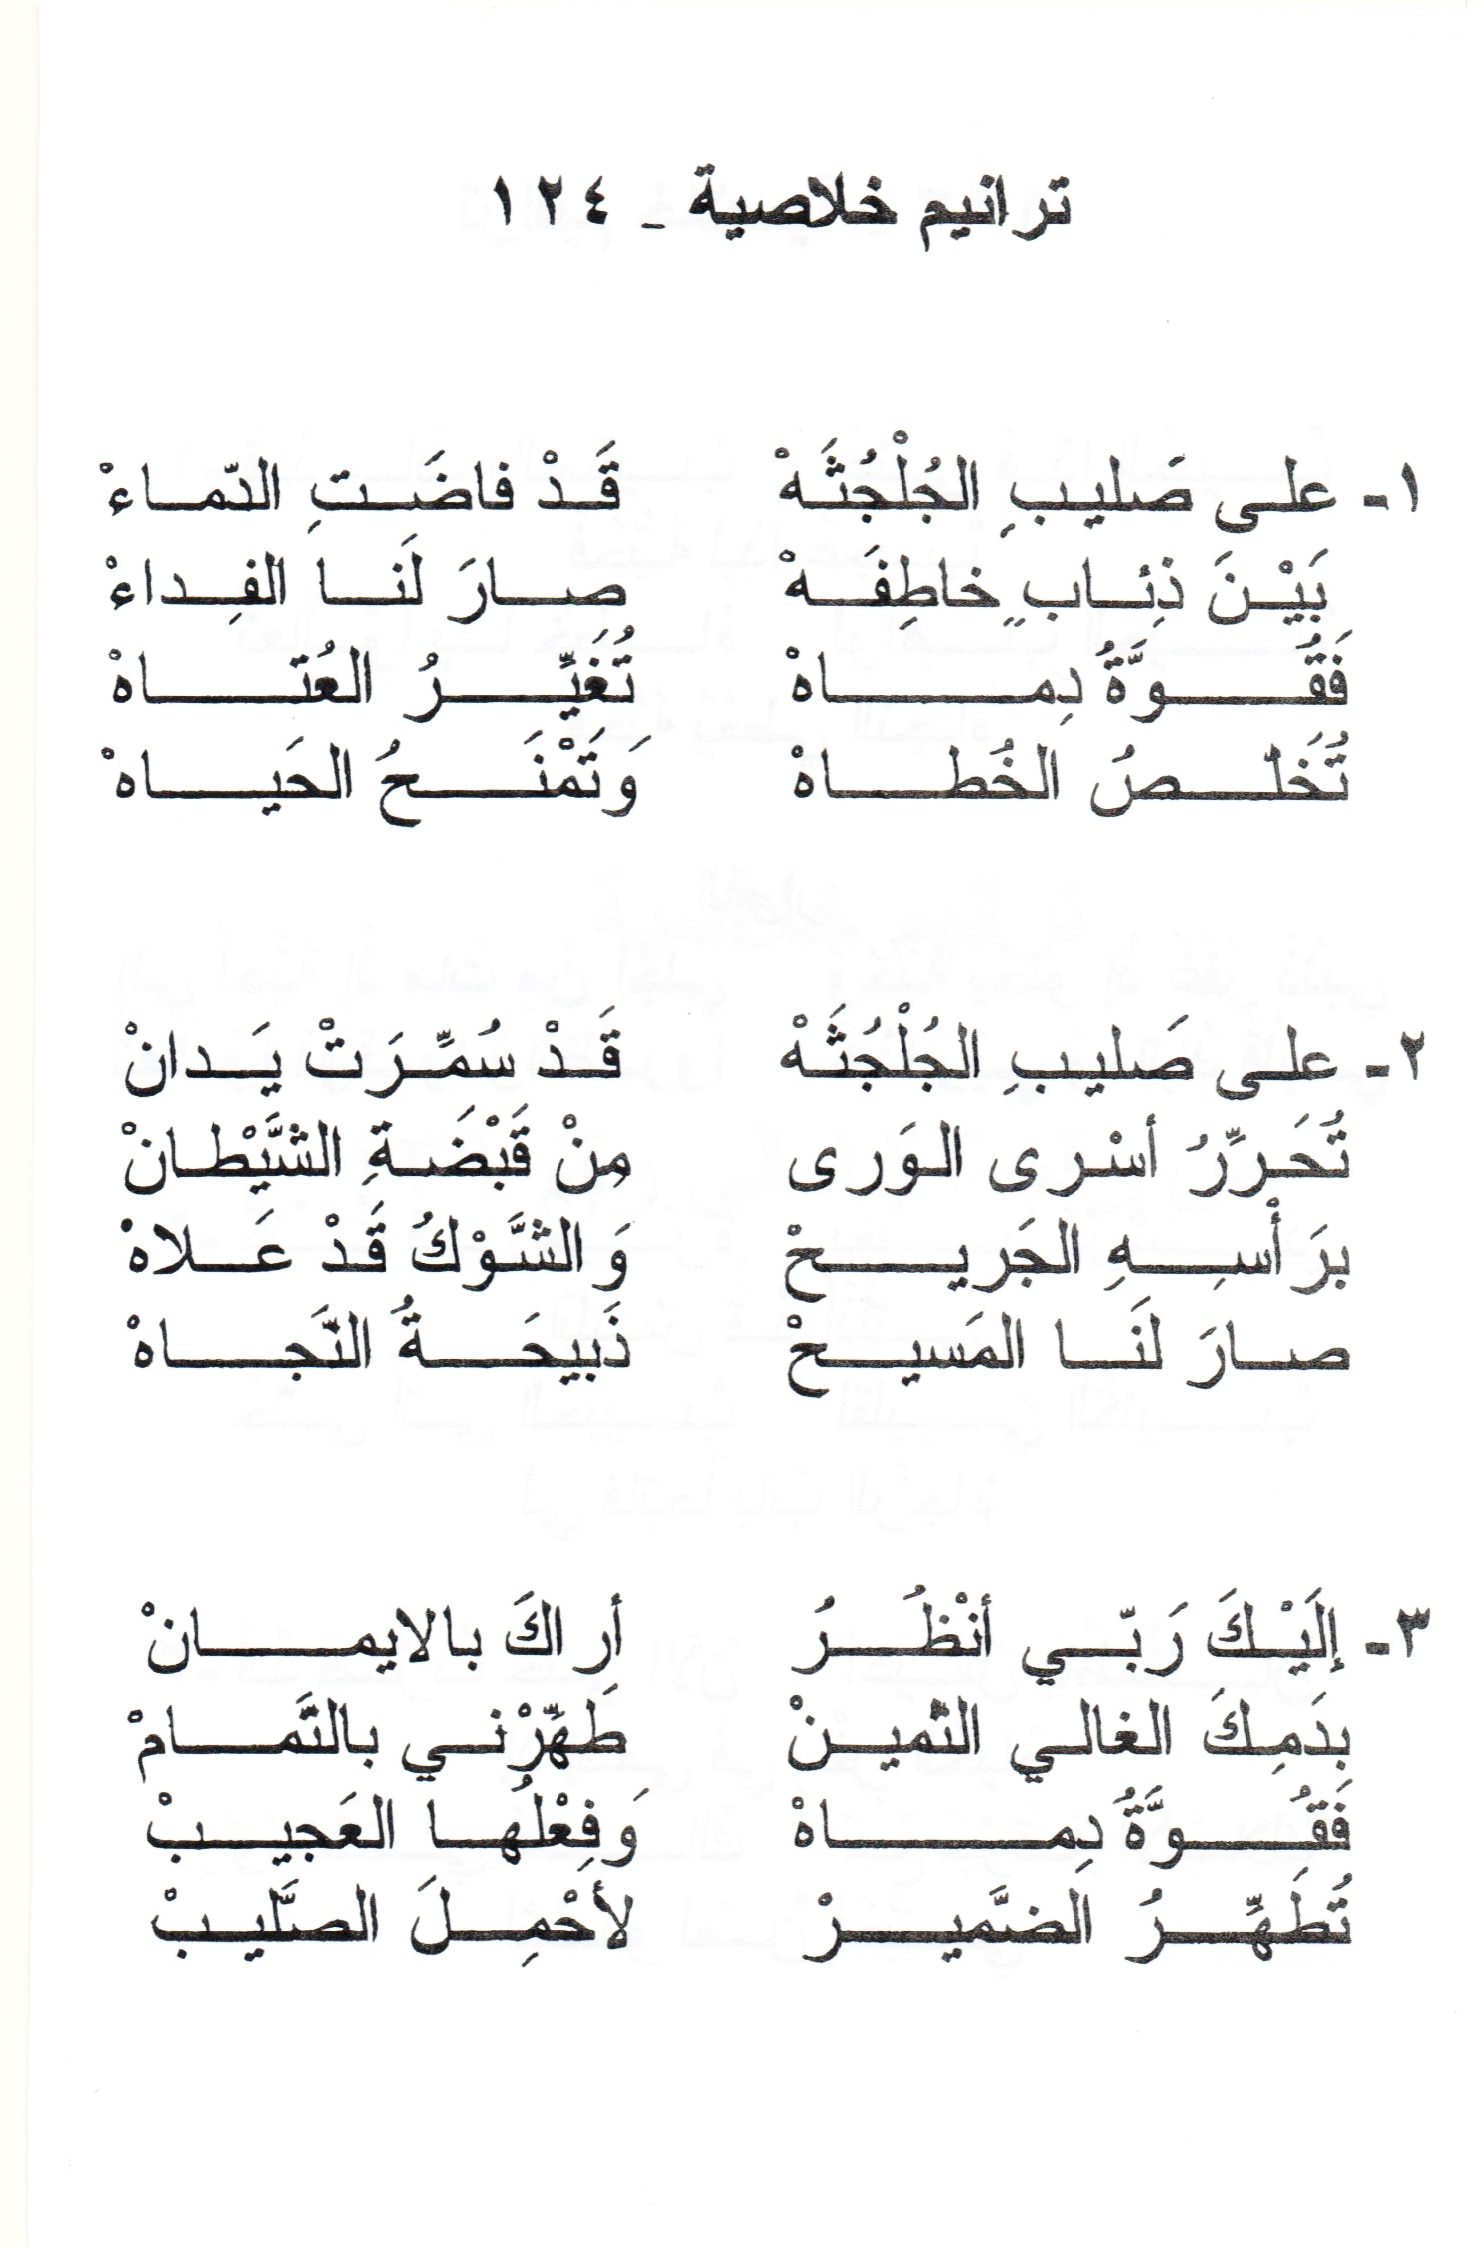 ترانيم خلاصية - ١٢٤
١- على صَليبِ الجُلْجُثَهْ قَدْ فاضَتِ الدّماءْ
بَيْنَ ذِئابٍ خاطِفَهْ صارَ لَنا الفِداءْ
فَقُوَّةُ دِماهْ تُغَيِّرُ العُتاهْ
تُخَلّصُ الخُطاهْ وَتَمْنَحُ الحَياهْ
٢- على صَليبِ الجُلْجُثَهْ قَدْ سُمِّرَتْ يَدانْ
تُحَرِّرُ أسْرى الوَرى مِنْ قَبْضَةِ الشَّيْطانْ
برَأْسِهِ الجَريحْ وَالشَّوْكُ قَدْ عَلاهْ
صارَ لَنَا المَسيحْ ذَبيحَةُ النَّجاهْ
٣- إلَيْكَ رَبّي أنْظُرُ أراكَ بالايمانْ
بِدَمِكَ الغالي الثّمينْ طَهِّرْني بالتَّمامْ
فَقُوَّةُ دِماهْ وَفِعْلُها العَجيبْ
تُطَهِّرُ الضَّميرْ لأحْمِلَ الصَّليبْ